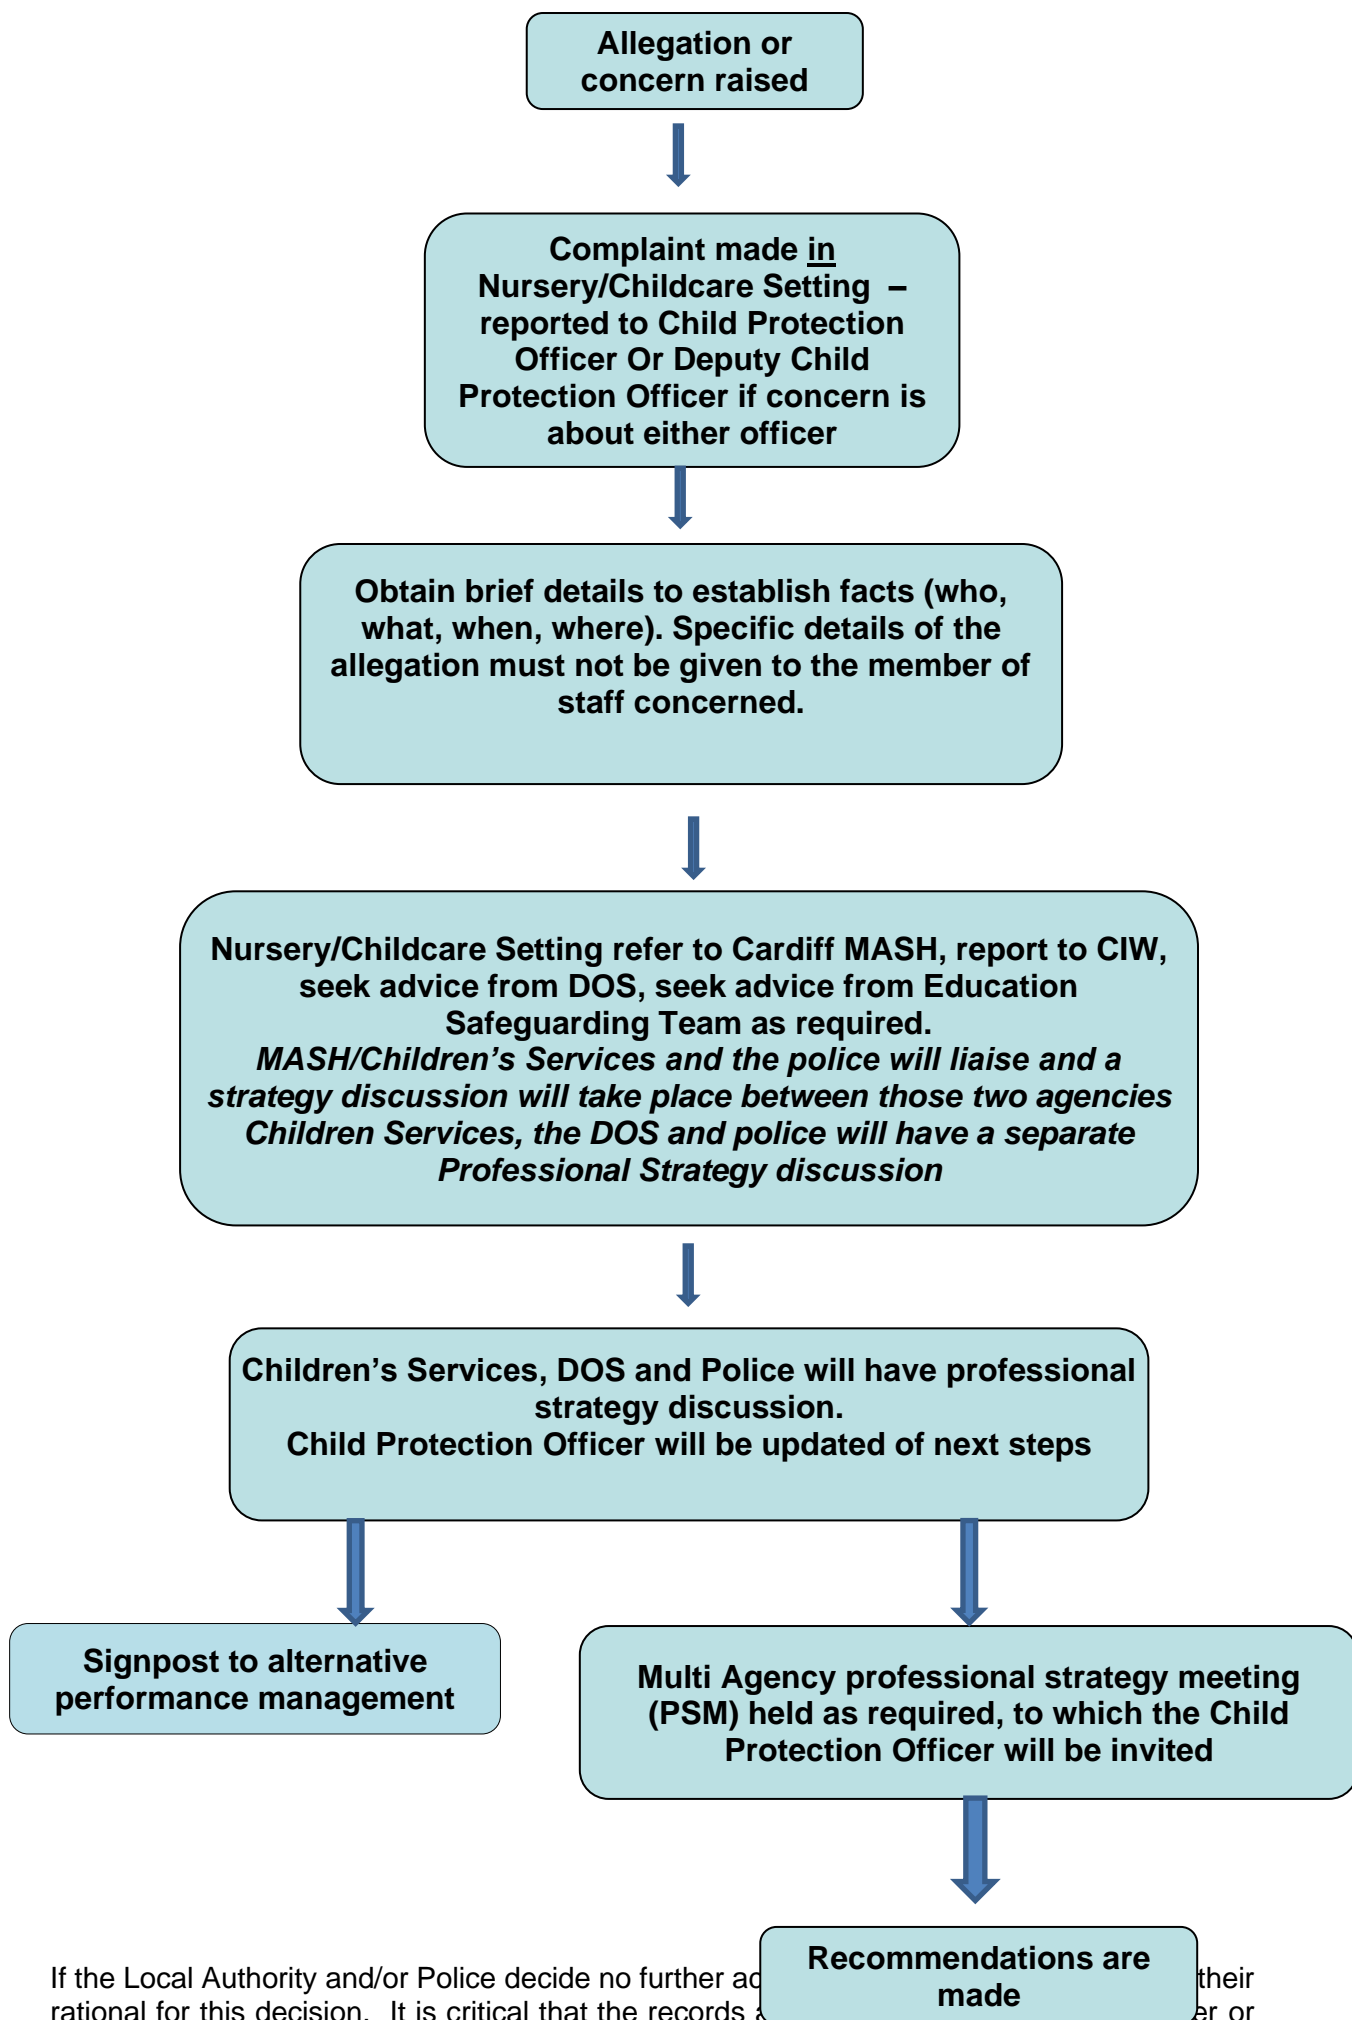 Allegation or
concern raised
Complaint made in
Nursery/Childcare Setting –
reported to Child Protection
Officer Or Deputy Child
Protection Officer if concern is
about either officer
Obtain brief details to establish facts (who,
what, when, where). Specific details of the
allegation must not be given to the member of
staff concerned.
Nursery/Childcare Setting refer to Cardiff MASH, report to CIW,
seek advice from DOS, seek advice from Education
Safeguarding Team as required.
MASH/Children’s Services and the police will liaise and a
strategy discussion will take place between those two agencies
Children Services, the DOS and police will have a separate
Professional Strategy discussion
Children’s Services, DOS and Police will have professional
strategy discussion.
Child Protection Officer will be updated of next steps
Signpost to alternative
performance management
Multi Agency professional strategy meeting
(PSM) held as required, to which the Child
Protection Officer will be invited
Recommendations are
made
If the Local Authority and/or Police decide no further their
rational for this decision. It is critical that the records or